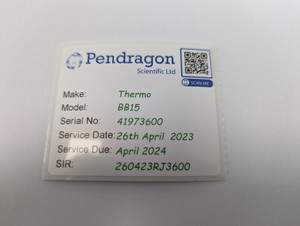 Pendragon
Scientific Ltd
SCAN ME
Make: Thermo
Model: BB15
Serial No: 41973600
Service Date: 26th April 2023
Service Due: April 2024
SIR: 260423RJ3600